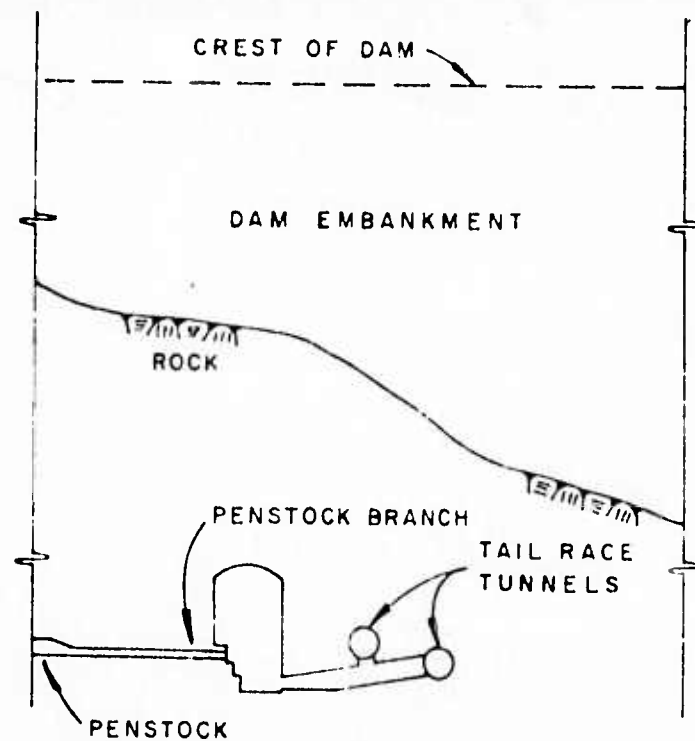 CREST OF DAM
DAM EMBANKMENT
ROCK
PENSTOCK BRANCH
TAIL RACE
TUNNELS
PENSTOCK